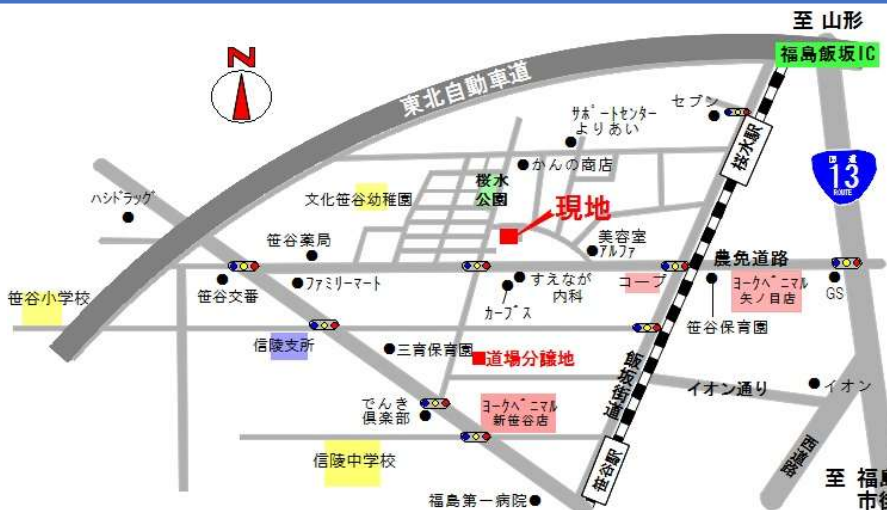 至 山形
福島飯坂IC
N
東北自動車道
サポートセンター
よりあい
セブン
桜水駅
国道
13
ROUTE
かんの商店
桜水
公園
文化笹谷幼稚園
ハシドラッグ
現地
笹谷薬局
美容室
アルファ
農免道路
笹谷交番
ファミリーマート
すえなが
内科
カーブス
コープ
ヨークベニマル
矢ノ目店
GS
笹谷小学校
笹谷保育園
信陵支所
三育保育園
道場分譲地
飯坂街道
イオン通り
イオン
でんき
倶楽部
ヨークベニマル
新笹谷店
信陵中学校
笹谷駅
西道路
福島第一病院
至 福島
市街